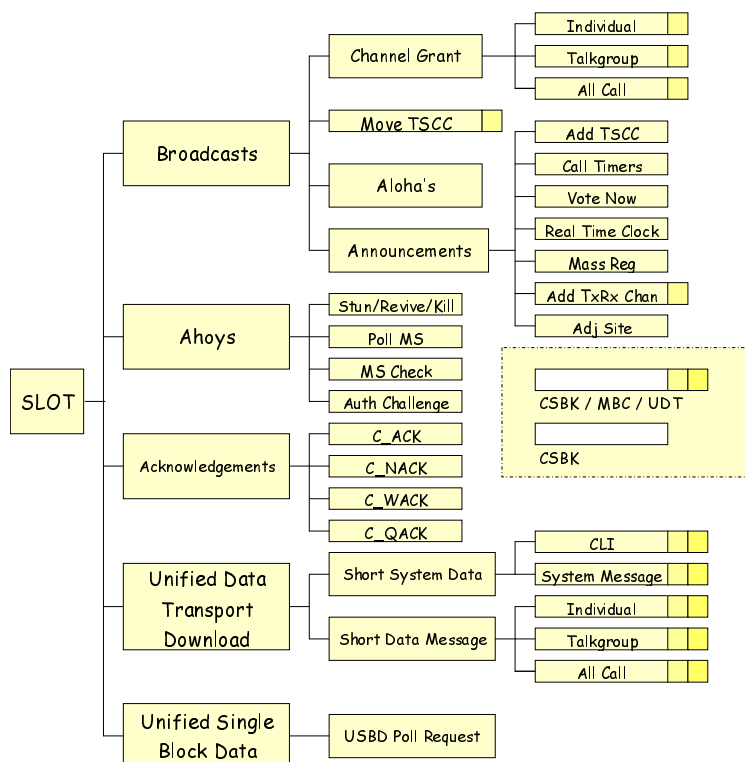 SLOT
Broadcasts
Channel Grant
Individual
Talkgroup
All Call
Move TSCC
Aloha's
Announcements
Add TSCC
Call Timers
Vote Now
Real Time Clock
Mass Reg
Add TxRx Chan
Adj Site
Ahoys
Stun/Revive/Kill
Poll MS
MS Check
Auth Challenge
CSBK / MBC / UDT
CSBK
Acknowledgements
C_ACK
C_NACK
C_WACK
C_QACK
Unified Data
Transport
Download
Short System Data
CLI
System Message
Short Data Message
Individual
Talkgroup
All Call
Unified Single
Block Data
USBD Poll Request